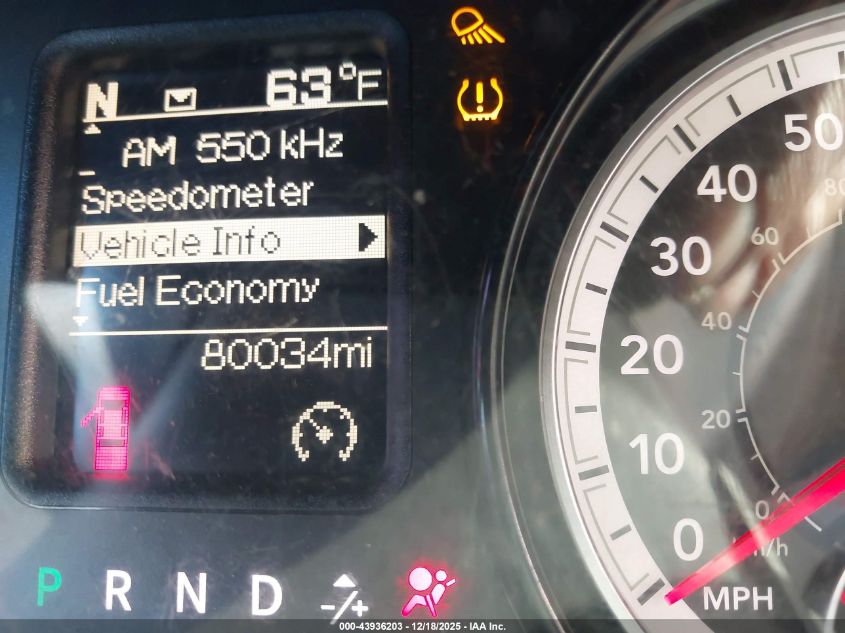 N 63°F
AM 550 kHz
Speedometer
Vehicle Info
Fuel Economy
80034mi
P R N D -/+
50
40
30
20
10
0
MPH
80
60
40
20
0
km/h
000-43936203 - 12/18/2025 - IAA Inc.